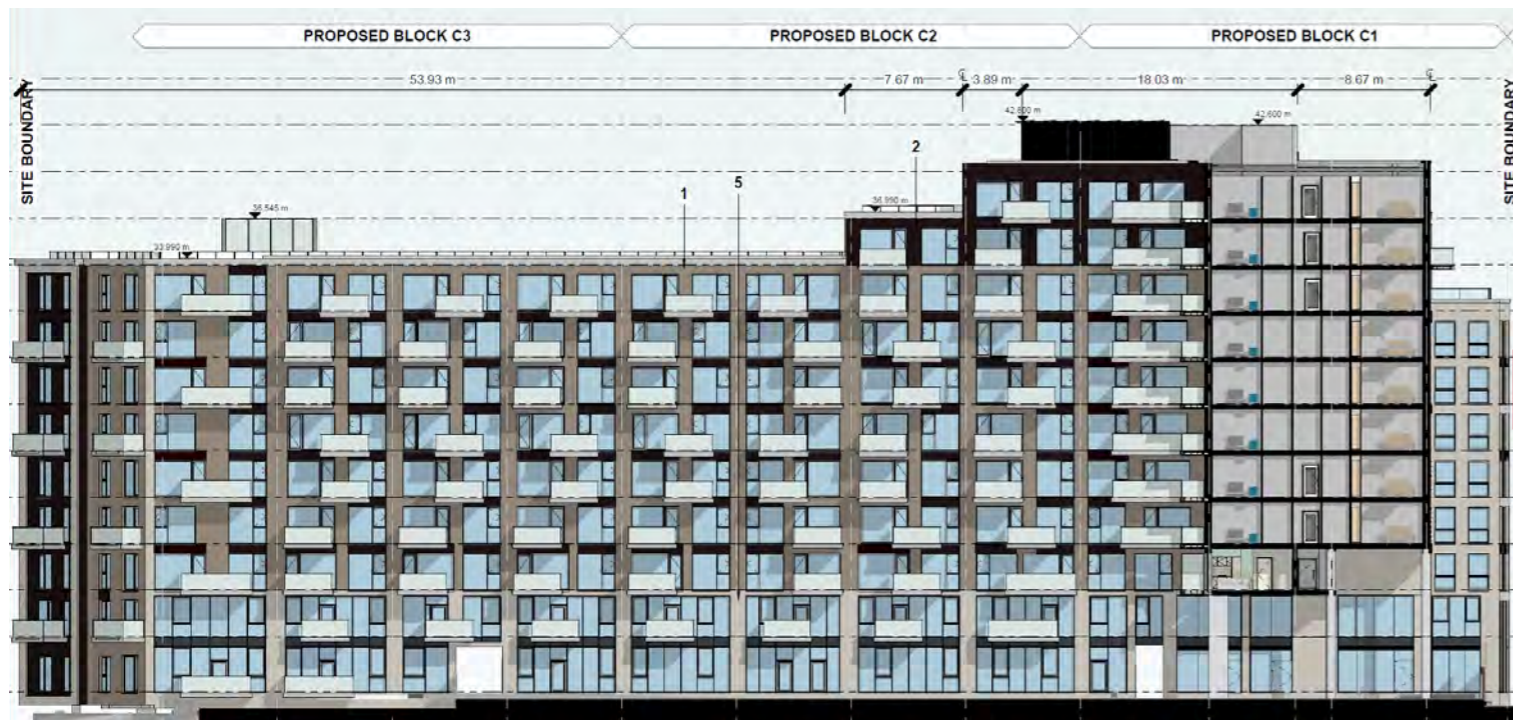 PROPOSED BLOCK C3 PROPOSED BLOCK C2 PROPOSED BLOCK C1
53.93 m 7.67 m 3.89 m 18.03 m 8.67 m
SITE BOUNDARY
SITE BOUNDARY
42.600 m 42.600 m
2
1 5
36.990 m
36.545 m
33.990 m